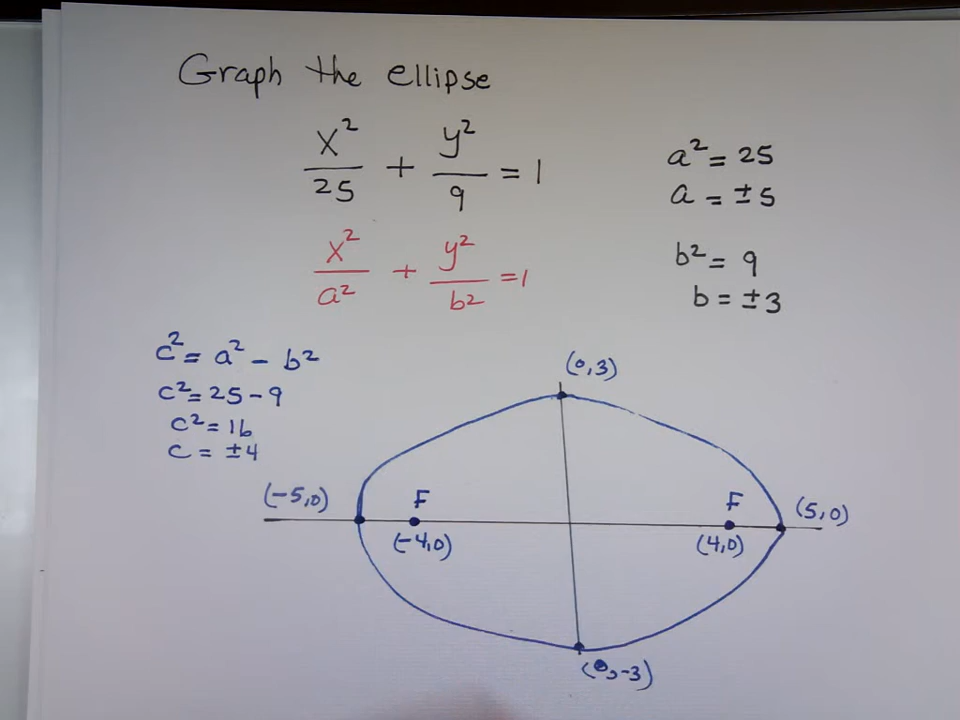 Graph the ellipse
x²/25 + y²/9 = 1
x²/a² + y²/b² = 1
a² = 25
a = ±5
b² = 9
b = ±3
c² = a² - b²
c² = 25 - 9
c² = 16
c = ±4
(0,3)
(-5,0)
F
F
(5,0)
(-4,0)
(4,0)
(0,-3)